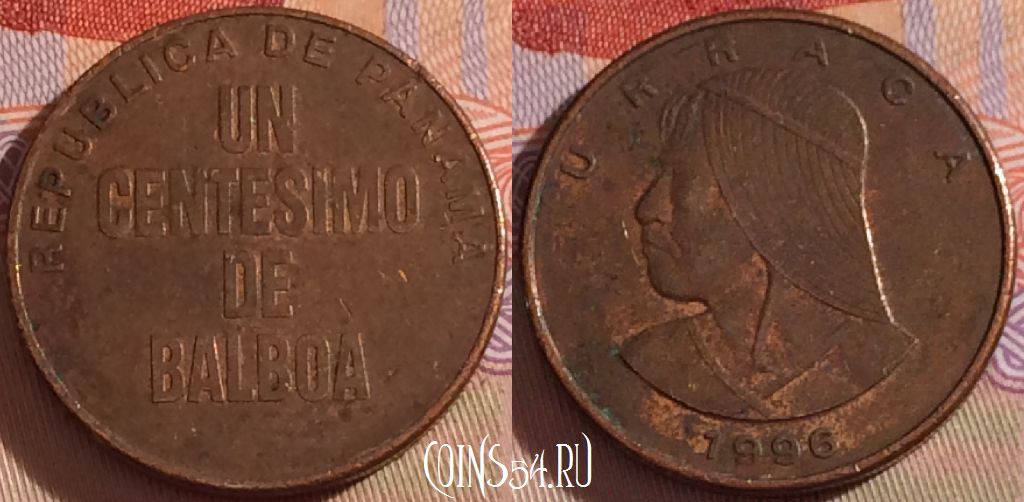 REPUBLICA DE PANAMA
UN
CENTESIMO
DE
BALBOA
URRACA
1996
COINS54.RU